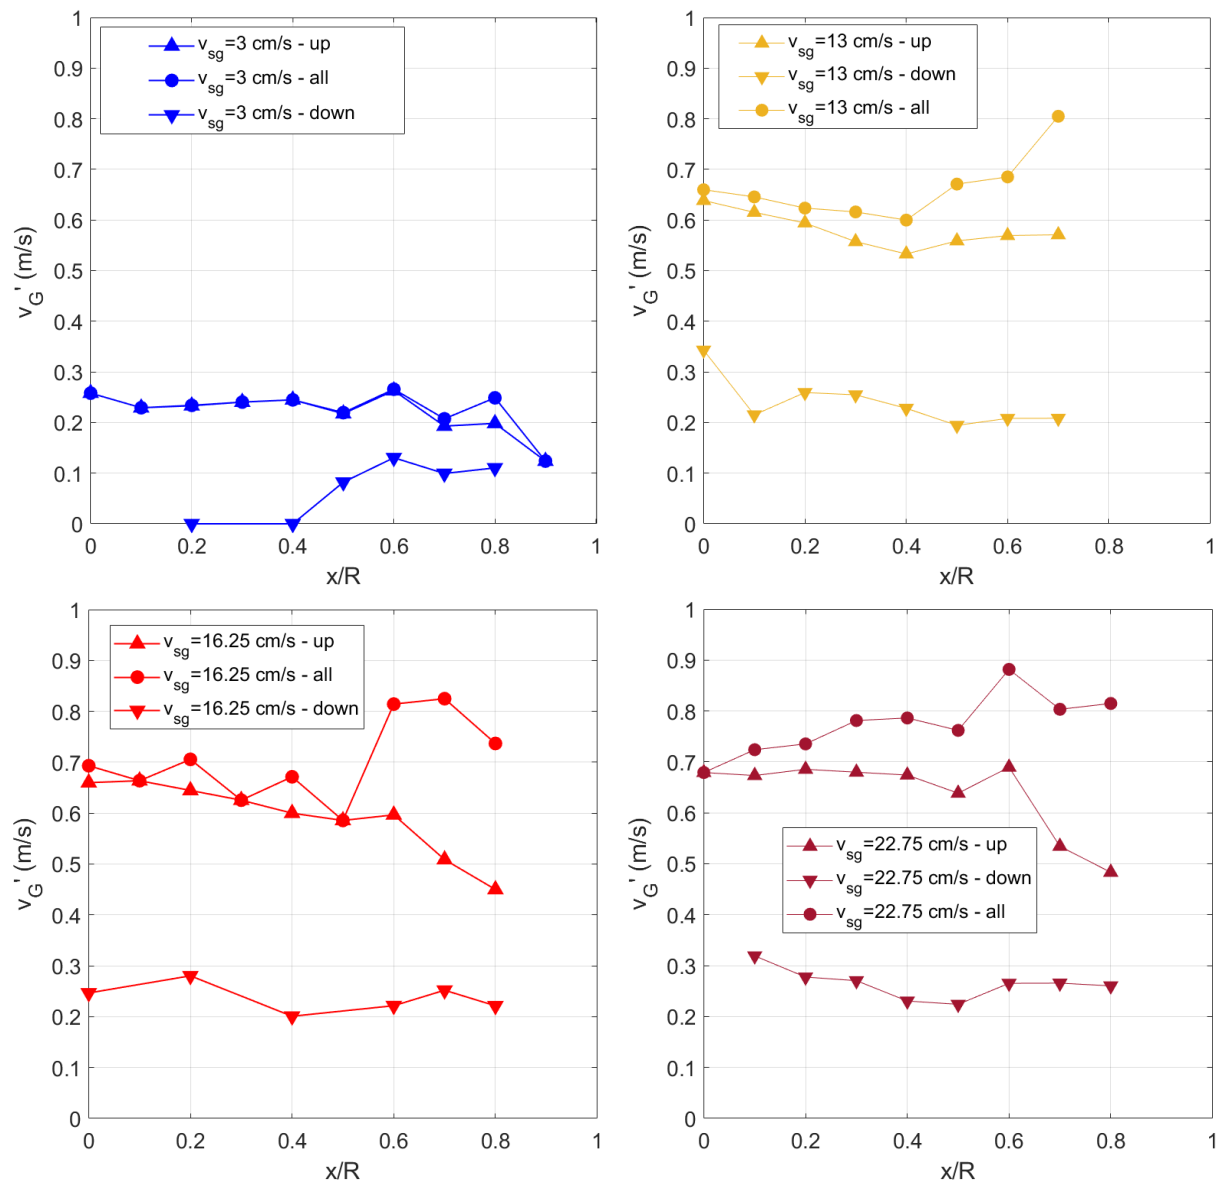 1
0.9
0.8
0.7
0.6
0.5
0.4
0.3
0.2
0.1
0
v_G' (m/s)
v_sg=3 cm/s - up
v_sg=3 cm/s - all
v_sg=3 cm/s - down
0 0.2 0.4 0.6 0.8 1
x/R
1
0.9
0.8
0.7
0.6
0.5
0.4
0.3
0.2
0.1
0
v_G' (m/s)
v_sg=13 cm/s - up
v_sg=13 cm/s - down
v_sg=13 cm/s - all
0 0.2 0.4 0.6 0.8 1
x/R
1
0.9
0.8
0.7
0.6
0.5
0.4
0.3
0.2
0.1
0
v_G' (m/s)
v_sg=16.25 cm/s - up
v_sg=16.25 cm/s - all
v_sg=16.25 cm/s - down
0 0.2 0.4 0.6 0.8 1
x/R
1
0.9
0.8
0.7
0.6
0.5
0.4
0.3
0.2
0.1
0
v_G' (m/s)
v_sg=22.75 cm/s - up
v_sg=22.75 cm/s - down
v_sg=22.75 cm/s - all
0 0.2 0.4 0.6 0.8 1
x/R